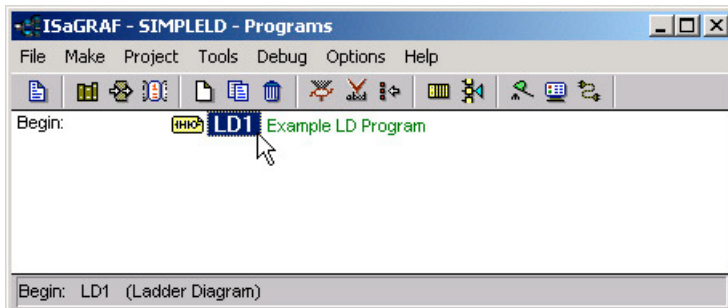 ISaGRAF - SIMPLELD - Programs
File Make Project Tools Debug Options Help
Begin: LD1 Example LD Program
Begin: LD1 (Ladder Diagram)